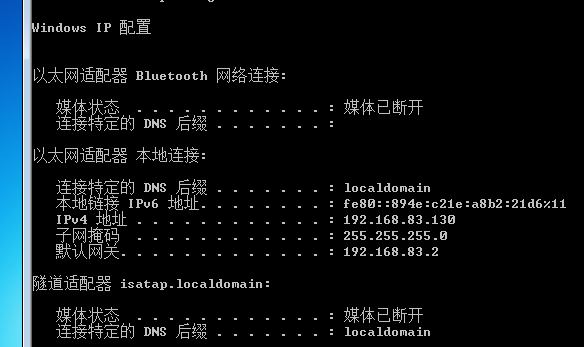 Windows IP 配置
以太网适配器 Bluetooth 网络连接:
媒体状态 . . . . . . . . . . . . : 媒体已断开
连接特定的 DNS 后缀 . . . . . . . :
以太网适配器 本地连接:
连接特定的 DNS 后缀 . . . . . . . : localdomain
本地链接 IPv6 地址. . . . . . . . : fe80::894e:c21e:a8b2:21d6%11
IPv4 地址 . . . . . . . . . . . . : 192.168.83.130
子网掩码 . . . . . . . . . . . . : 255.255.255.0
默认网关. . . . . . . . . . . . . : 192.168.83.2
隧道适配器 isatap.localdomain:
媒体状态 . . . . . . . . . . . . : 媒体已断开
连接特定的 DNS 后缀 . . . . . . . : localdomain